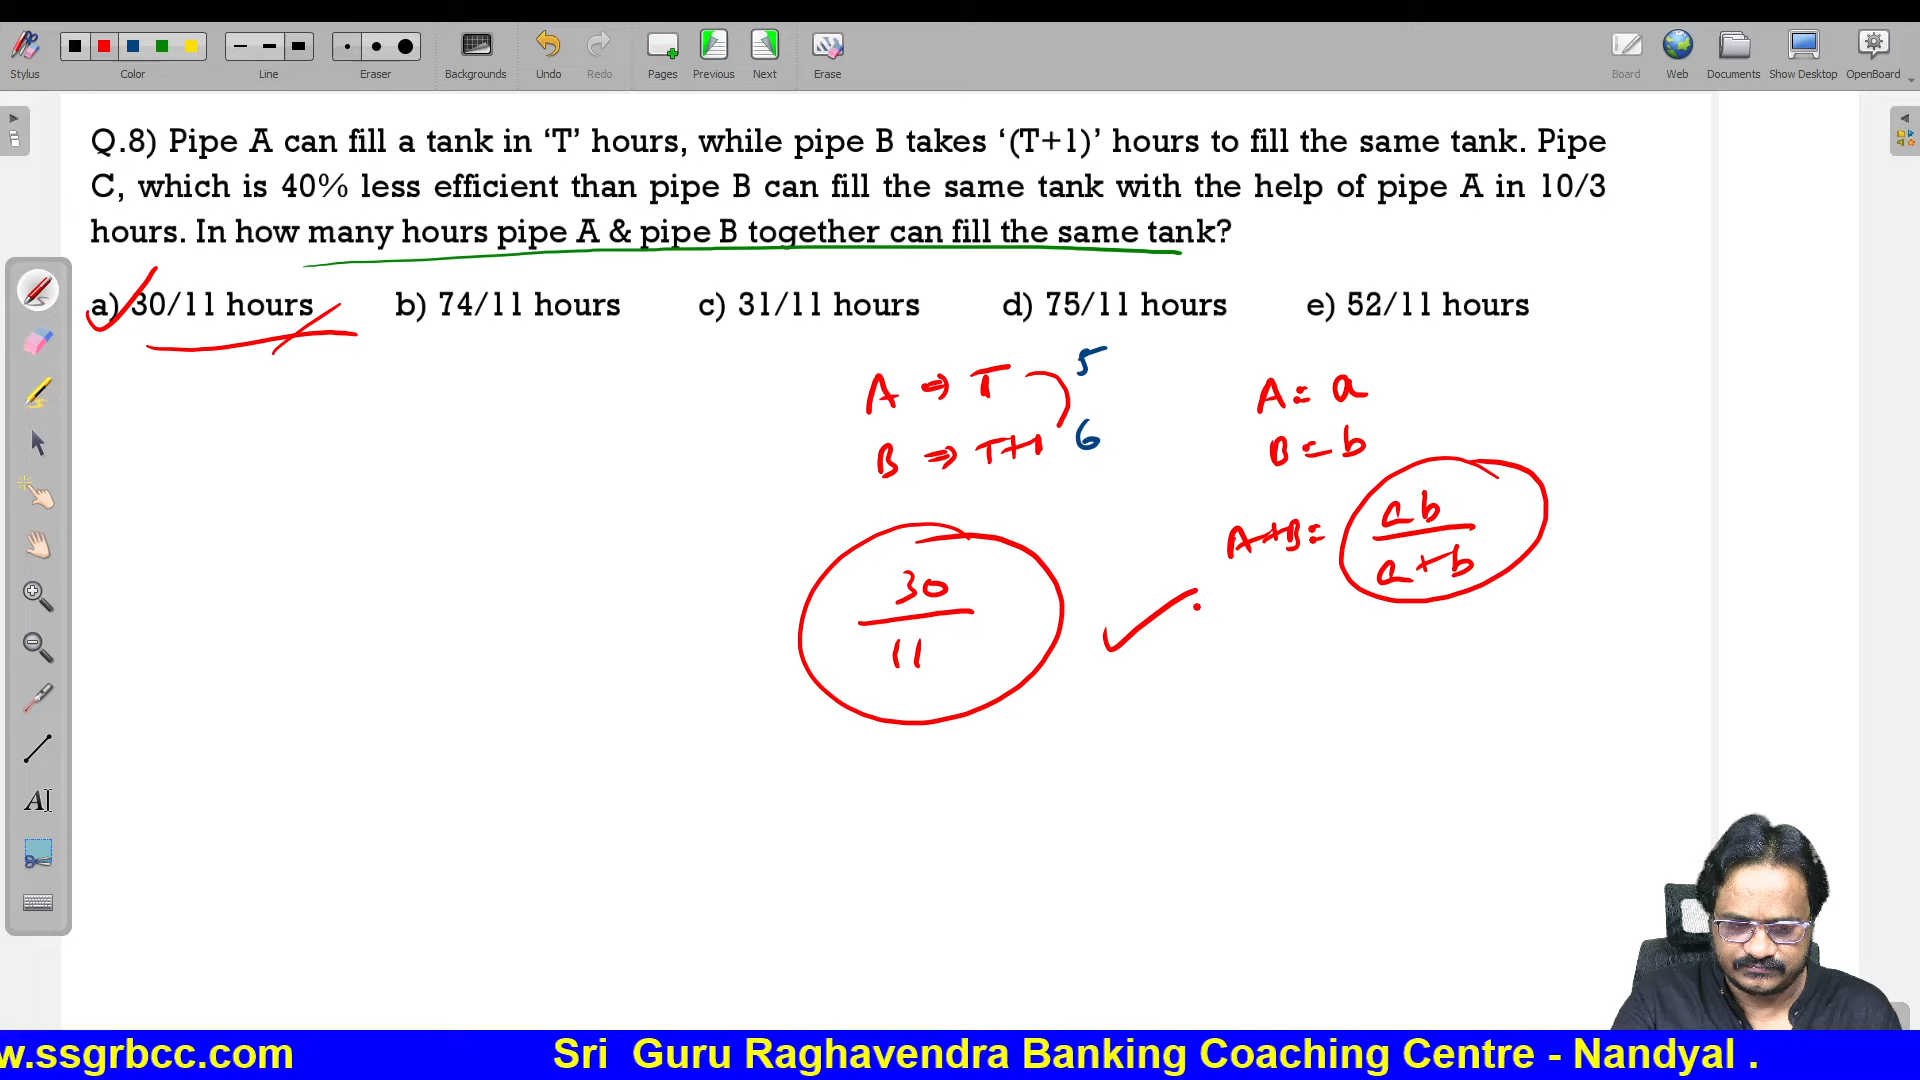 Stylus Color Line Eraser Backgrounds Undo Redo Pages Previous Next Erase Board Web Documents Show Desktop OpenBoard
Q.8) Pipe A can fill a tank in ‘T’ hours, while pipe B takes ‘(T+1)’ hours to fill the same tank. Pipe
C, which is 40% less efficient than pipe B can fill the same tank with the help of pipe A in 10/3
hours. In how many hours pipe A & pipe B together can fill the same tank?
a) 30/11 hours b) 74/11 hours c) 31/11 hours d) 75/11 hours e) 52/11 hours
A ⇒ T 5
B ⇒ T+1 6
A = a
B = b
A+B = ab
a+b
30
11
w.ssgrbcc.com Sri Guru Raghavendra Banking Coaching Centre - Nandyal .